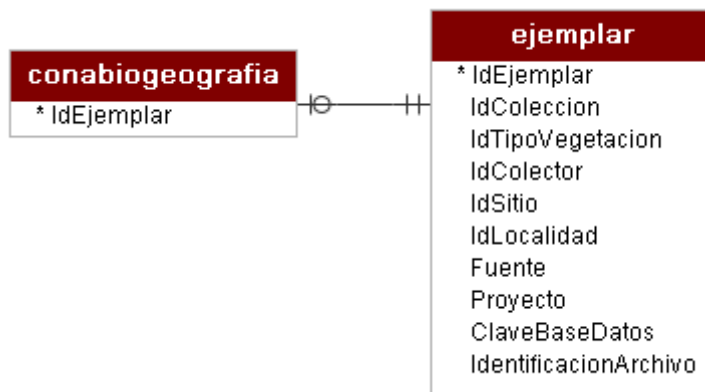 conabiogeografia
* IdEjemplar
ejemplar
* IdEjemplar
IdColeccion
IdTipoVegetacion
IdColector
IdSitio
IdLocalidad
Fuente
Proyecto
ClaveBaseDatos
IdentificacionArchivo